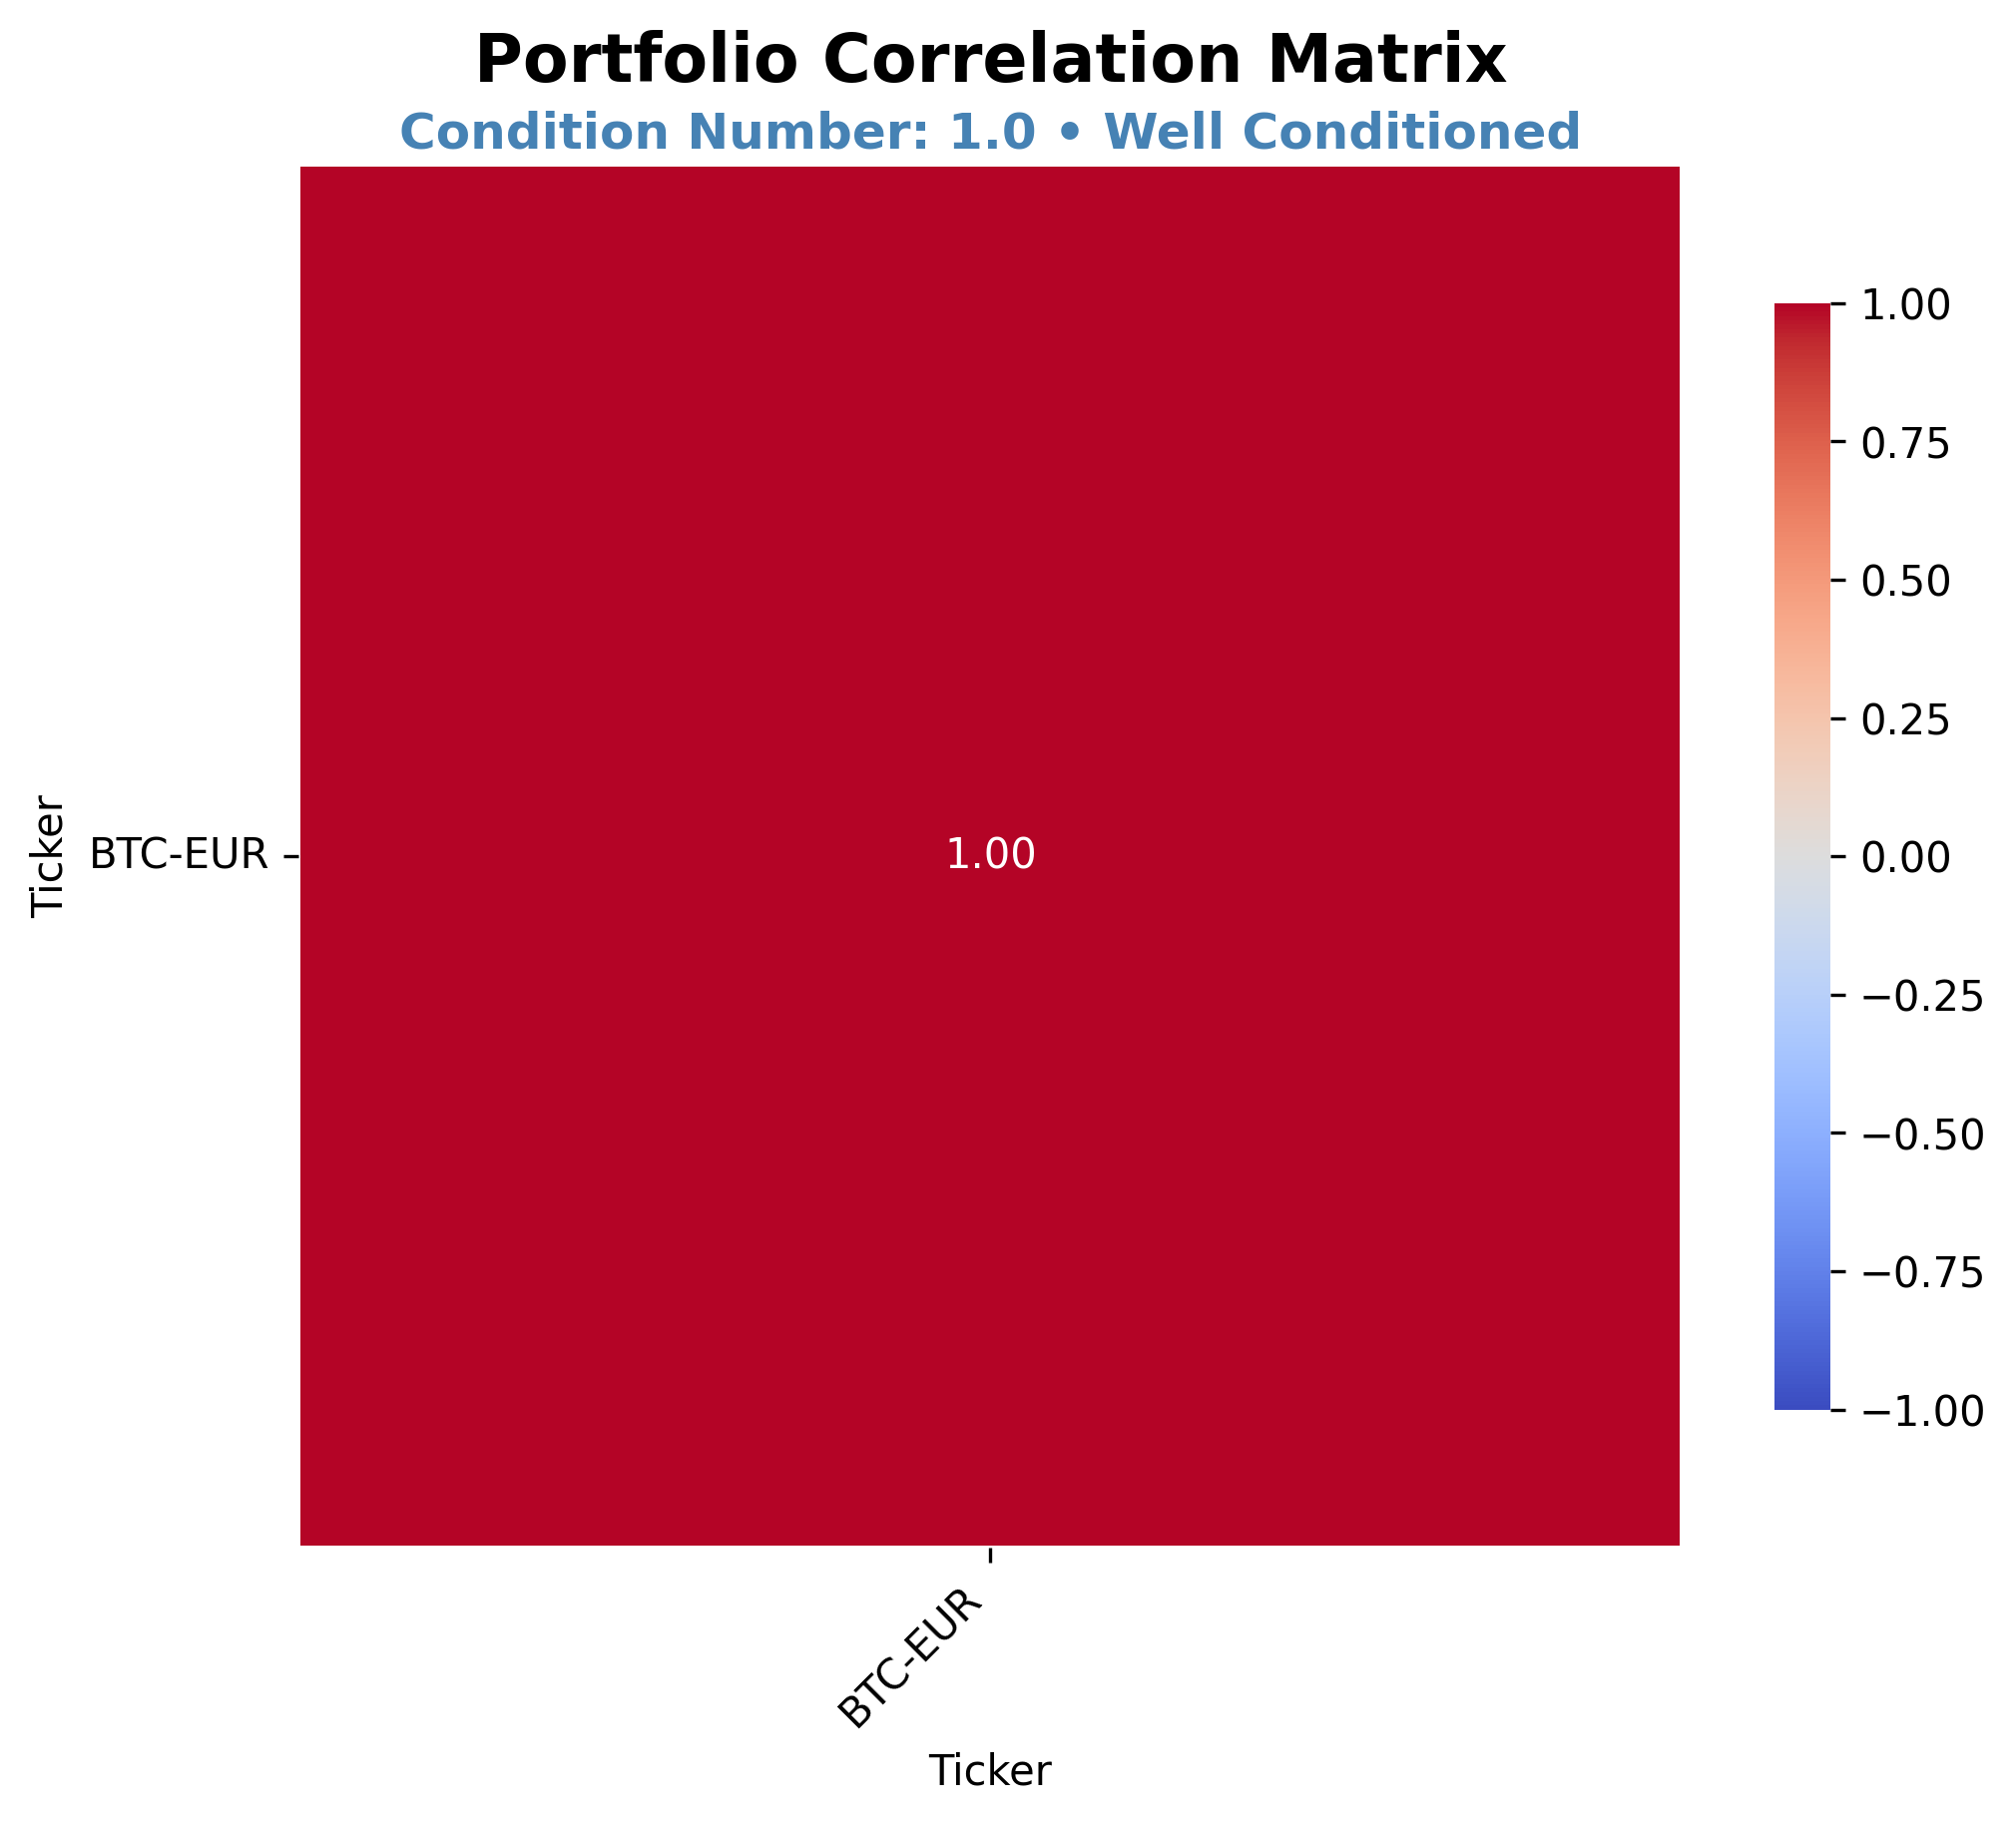 Portfolio Correlation Matrix
Condition Number: 1.0 • Well Conditioned
1.00
0.75
0.50
0.25
0.00
−0.25
−0.50
−0.75
−1.00
Ticker
BTC-EUR
1.00
BTC-EUR
Ticker